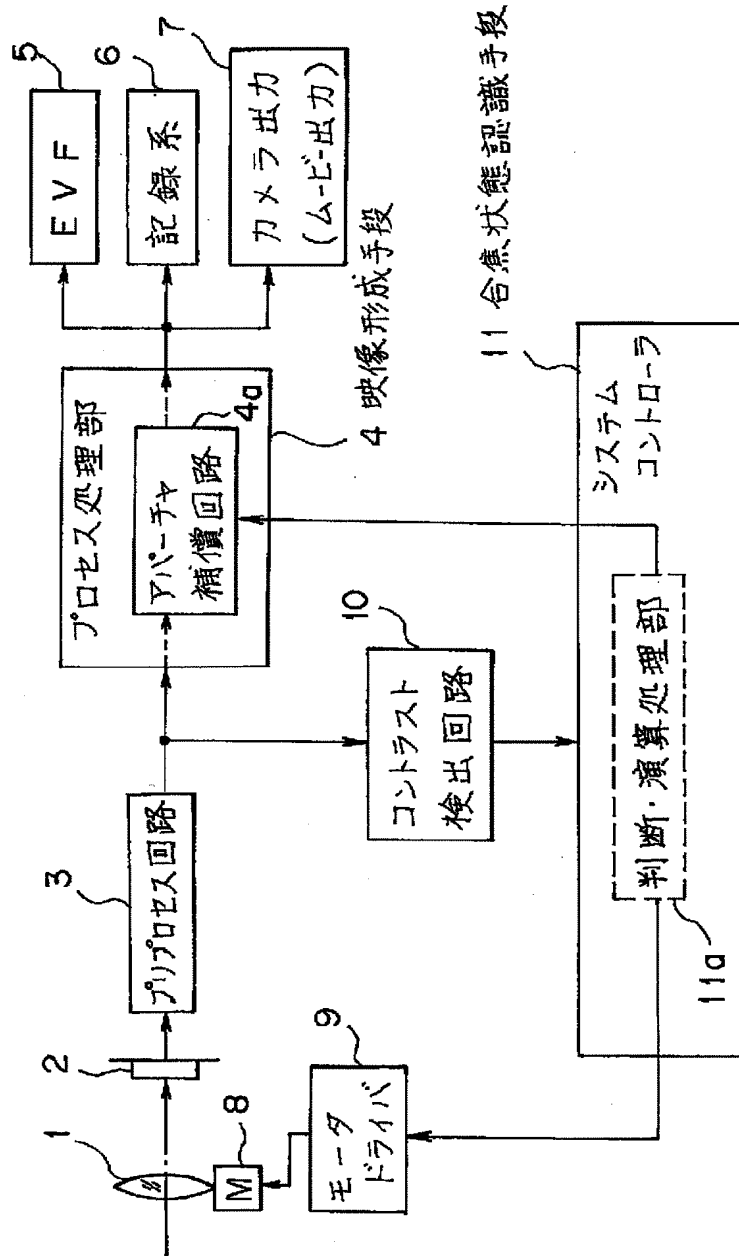 1
2
3
プリプロセス回路
プロセス処理部
アパーチャ
補償回路
4a
4 映像形成手段
5
EVF
6
記録系
7
カメラ出力
(ムービー出力)
8
M
9
モータ
ドライバ
10
コントラスト
検出回路
11 合焦状態認識手段
システム
コントローラ
判断・演算処理部
11a